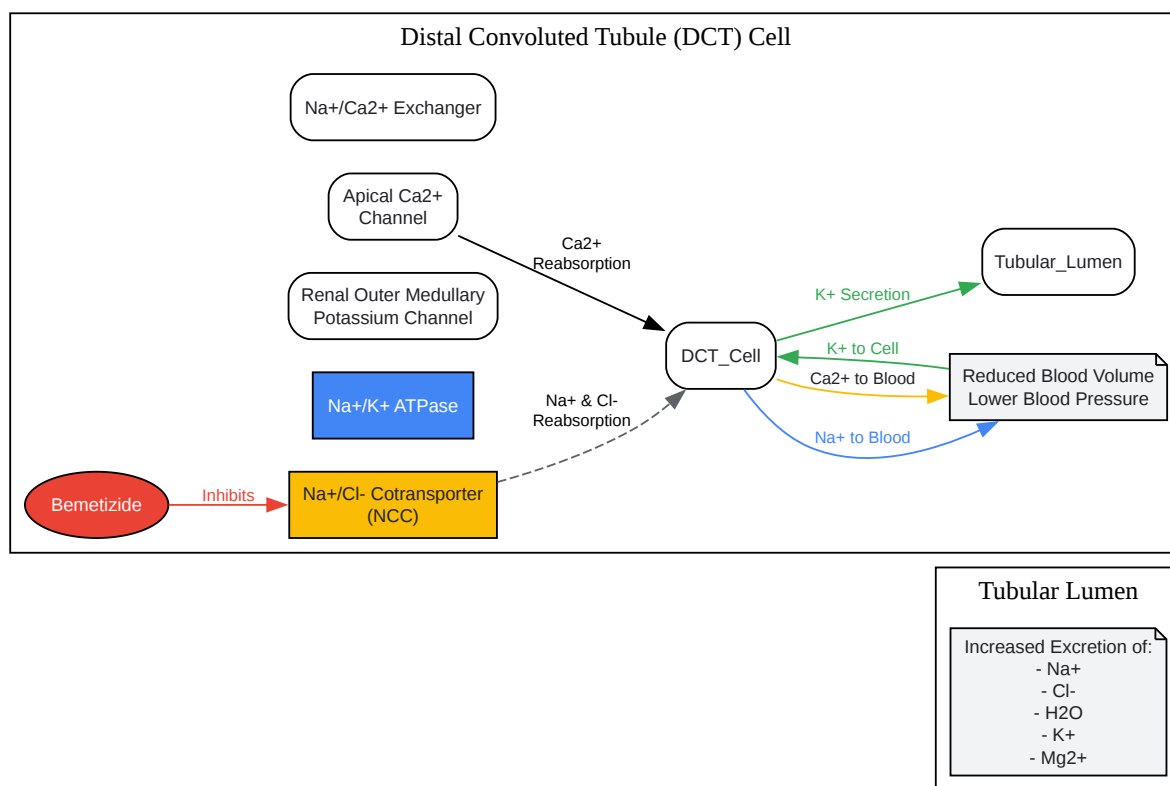 Distal Convoluted Tubule (DCT) Cell
Na+/Ca2+ Exchanger
Apical Ca2+
Channel
Ca2+
Reabsorption
Renal Outer Medullary
Potassium Channel
Tubular_Lumen
K+ Secretion
DCT_Cell
K+ to Cell
Ca2+ to Blood
Reduced Blood Volume
Lower Blood Pressure
Na+/K+ ATPase
Na+ & Cl-
Reabsorption
Na+ to Blood
Bemetizide
Inhibits
Na+/Cl- Cotransporter
(NCC)
Tubular Lumen
Increased Excretion of:
- Na+
- Cl-
- H2O
- K+
- Mg2+